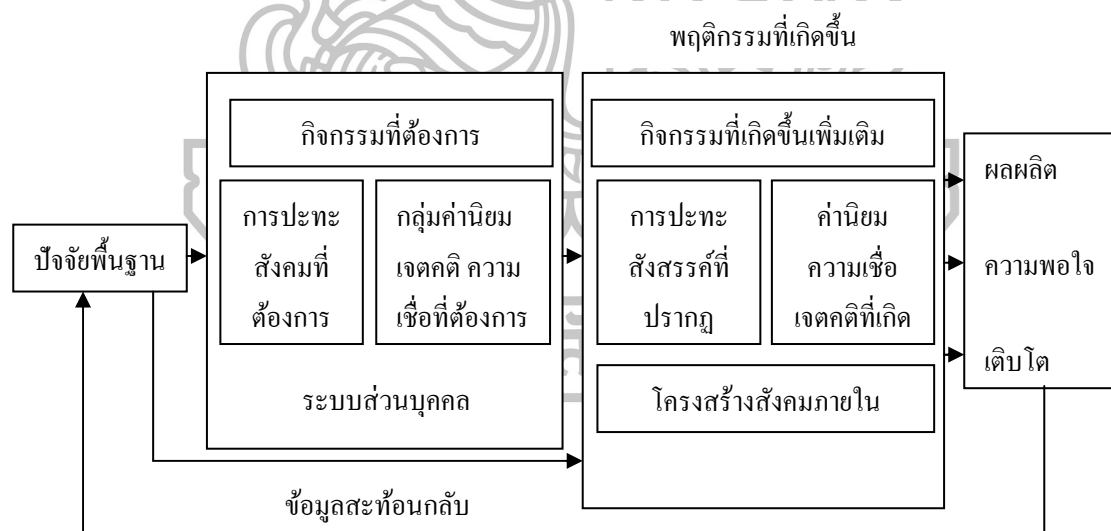 พฤติกรรมที่เกิดขึ้น
กิจกรรมที่ต้องการ
กิจกรรมที่เกิดขึ้นเพิ่มเติม
ปัจจัยพื้นฐาน
การปะทะ
สังคมที่
ต้องการ
กลุ่มค่านิยม
เจตคติ ความ
เชื่อที่ต้องการ
การปะทะ
สังสรรค์ที่
ปรากฏ
ค่านิยม
ความเชื่อ
เจตคติที่เกิด
ผลผลิต
ความพอใจ
เติบโต
ระบบส่วนบุคคล
โครงสร้างสังคมภายใน
ข้อมูลสะท้อนกลับ